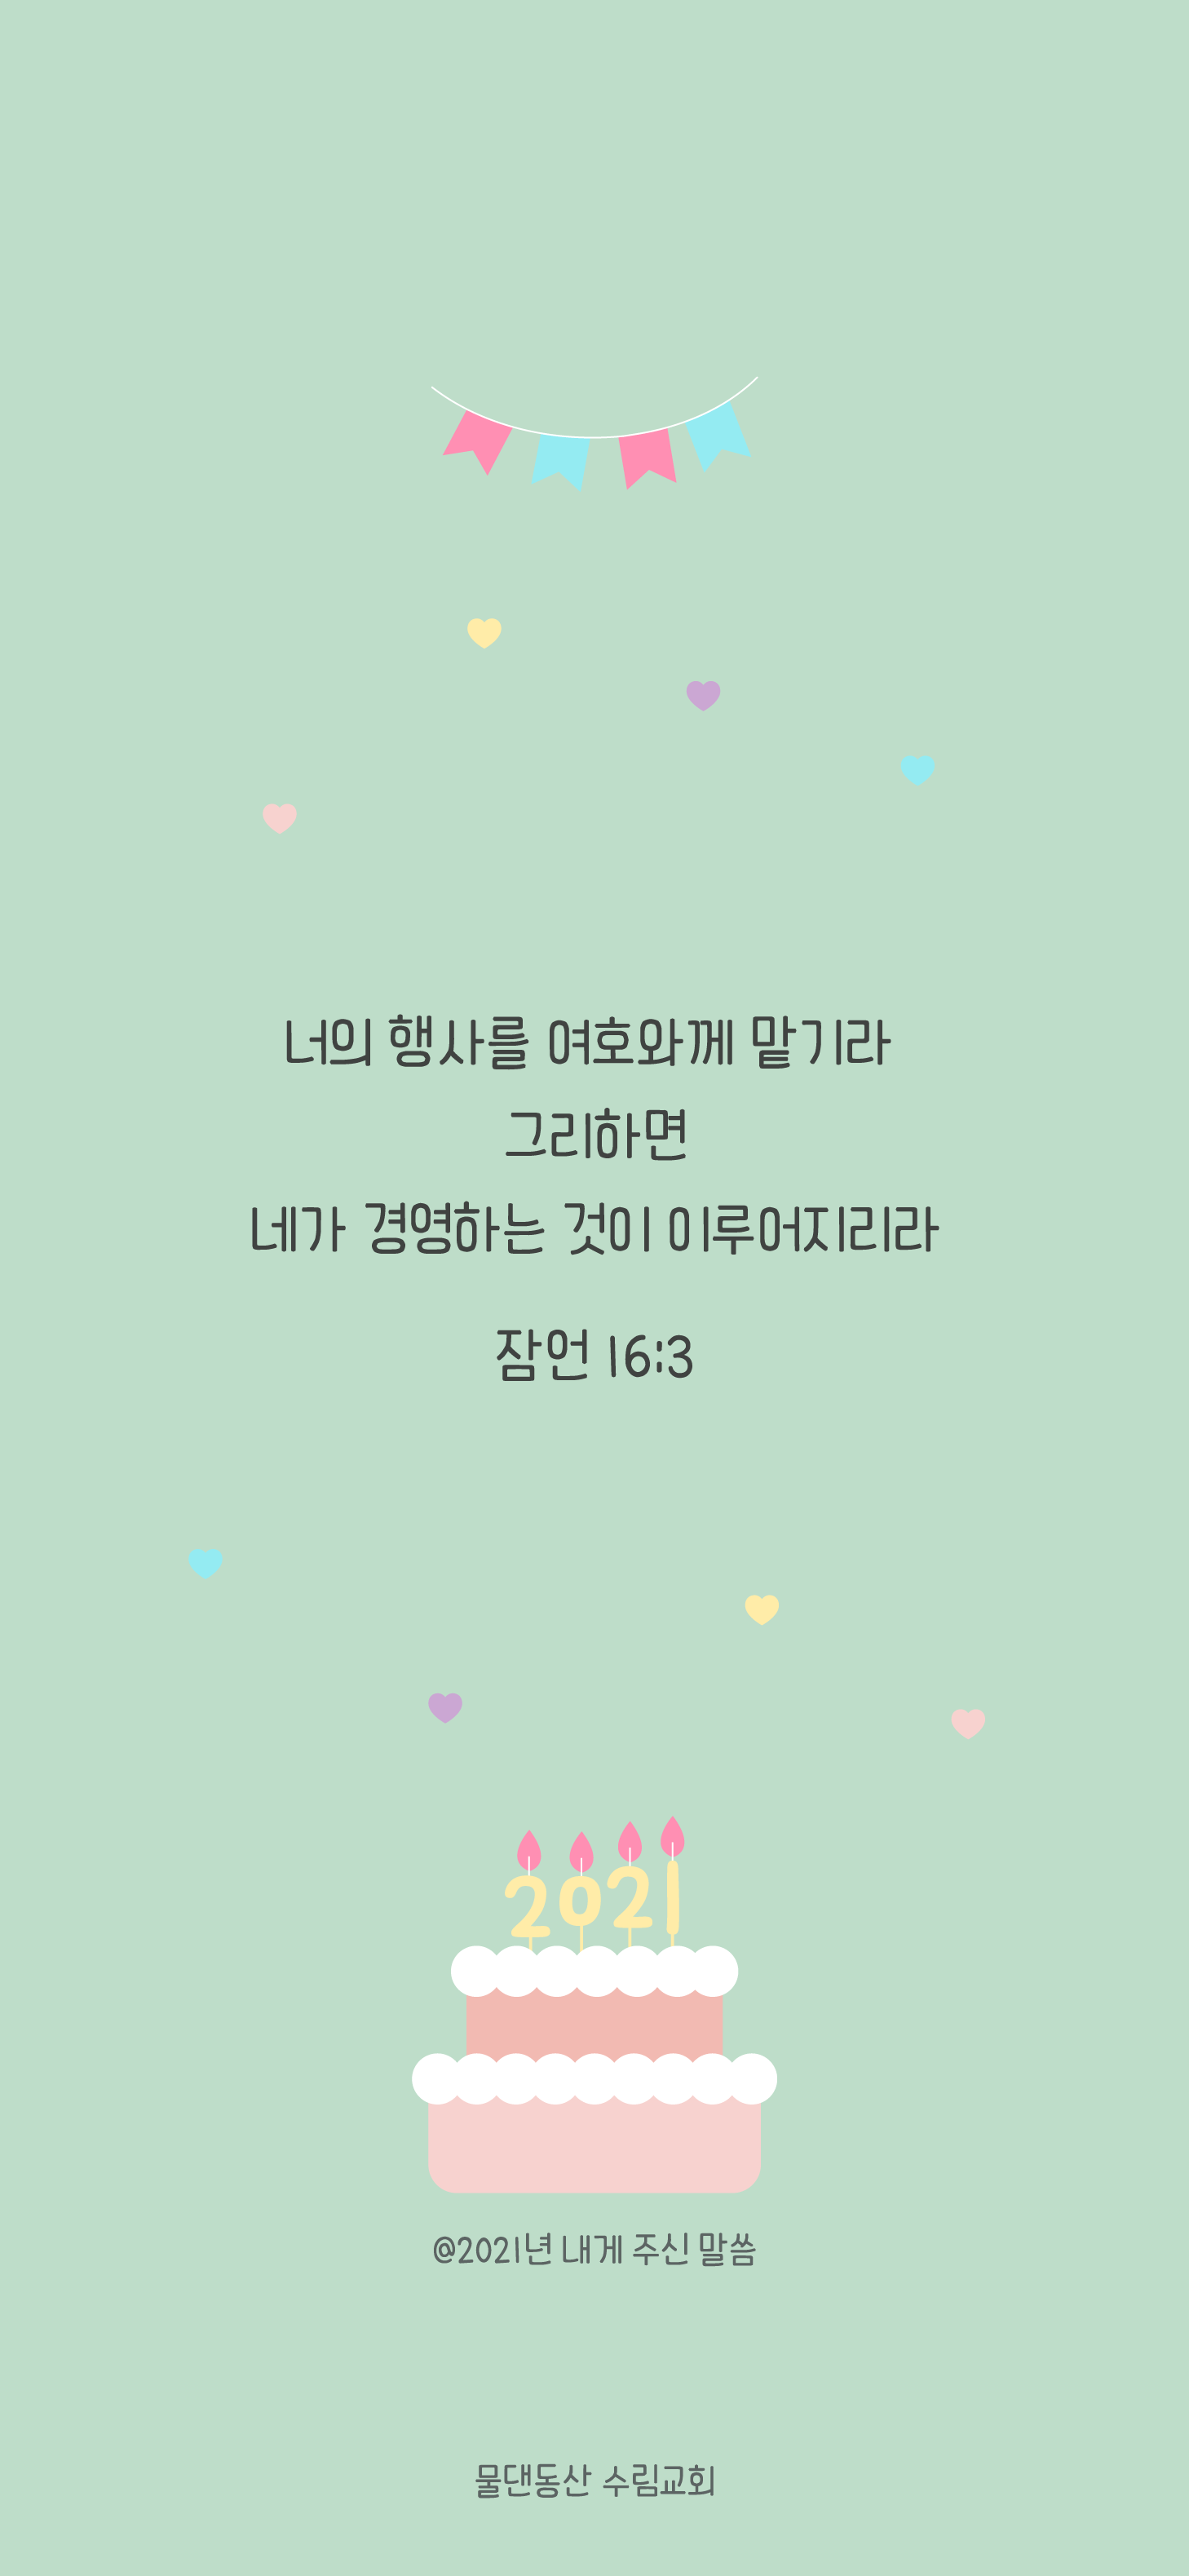 너의 행사를 여호와께 맡기라
그리하면
네가 경영하는 것이 이루어지리라
잠언 16:3
2021
@2021년 내게 주신 말씀
물댄동산 수림교회